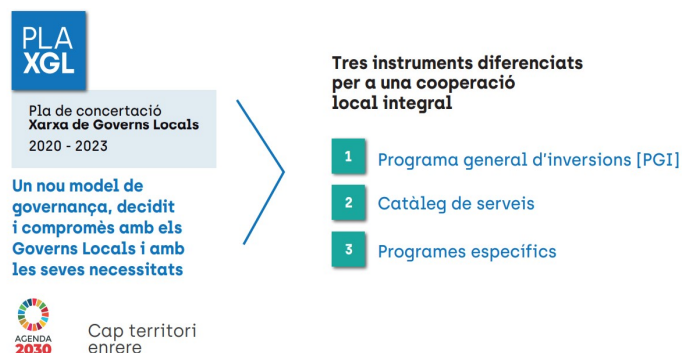 PLA
XGL
Pla de concertació
Xarxa de Governs Locals
2020 - 2023
Un nou model de
governança, decidit
i compromès amb els
Governs Locals i amb
les seves necessitats
AGENDA
2030
Cap territori
enrere
Tres instruments diferenciats
per a una cooperació
local integral
1 Programa general d'inversions [PGI]
2 Catàleg de serveis
3 Programes específics